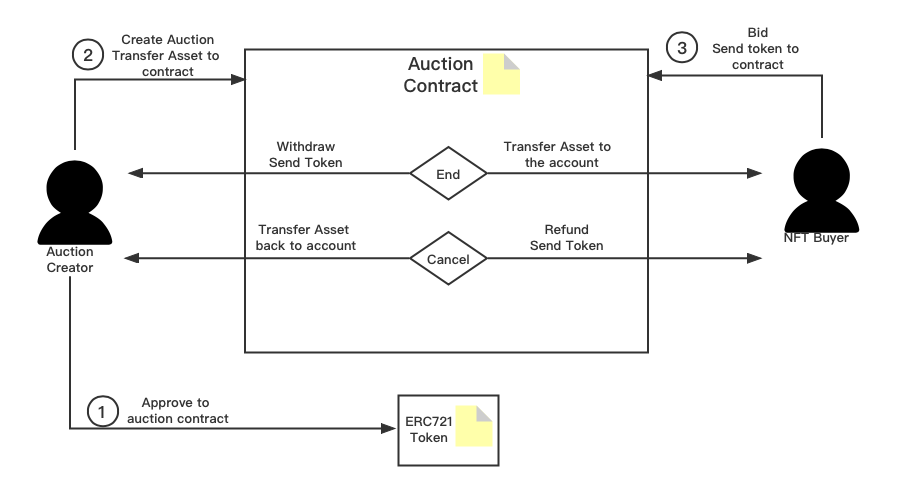 2
Create Auction
Transfer Asset to
contract
3
Bid
Send token to
contract
Auction
Contract
Withdraw
Send Token
End
Transfer Asset to
the account
Auction
Creator
NFT Buyer
Transfer Asset
back to account
Cancel
Refund
Send Token
1
Approve to
auction contract
ERC721
Token